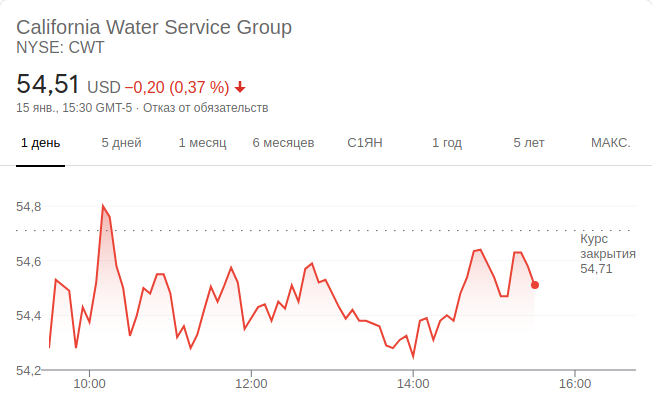 California Water Service Group
NYSE: CWT
54,51 USD −0,20 (0,37 %)
15 янв., 15:30 GMT-5 · Отказ от обязательств
1 день 5 дней 1 месяц 6 месяцев С1ЯН 1 год 5 лет МАКС.
54,8
Курс
закрытия
54,71
54,6
54,4
54,2
10:00 12:00 14:00 16:00